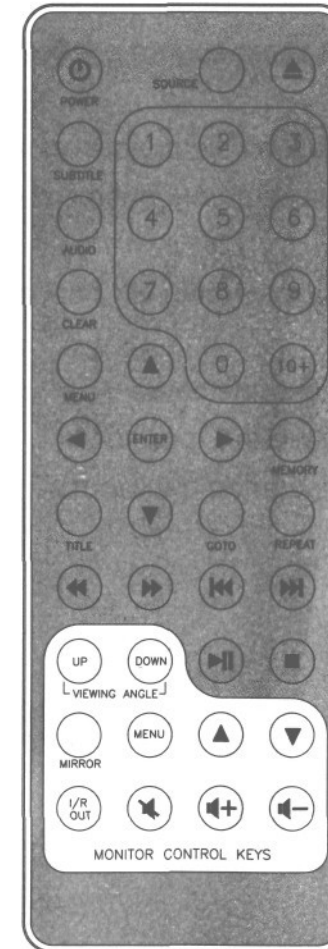 POWER
SOURCE
SUBTITLE
1 2 3
AUDIO
4 5 6
CLEAR
7 8 9
MENU
0 10+
ENTER
MEMORY
TITLE
GOTO
REPEAT
UP DOWN
VIEWING ANGLE
MIRROR
MENU
I/R
OUT
MONITOR CONTROL KEYS